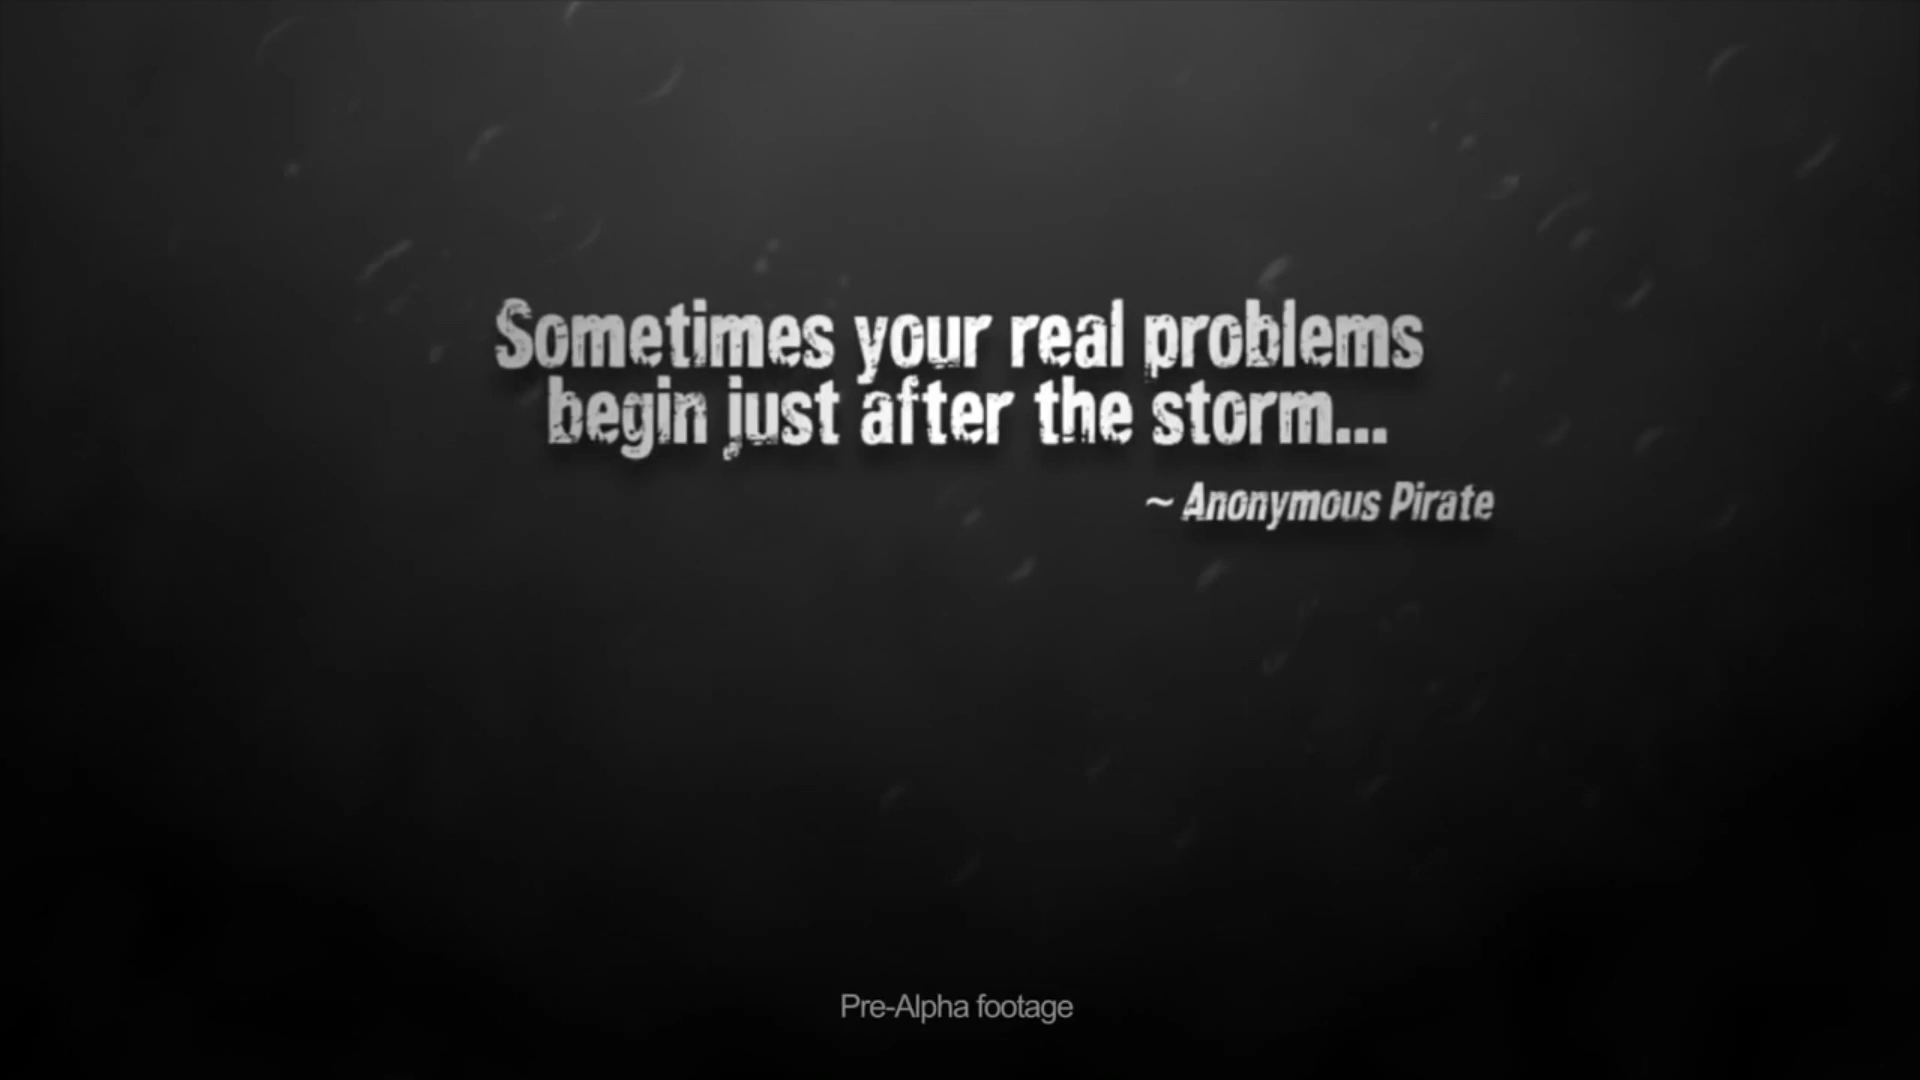 Sometimes your real problems
begin just after the storm...
~ Anonymous Pirate
Pre-Alpha footage